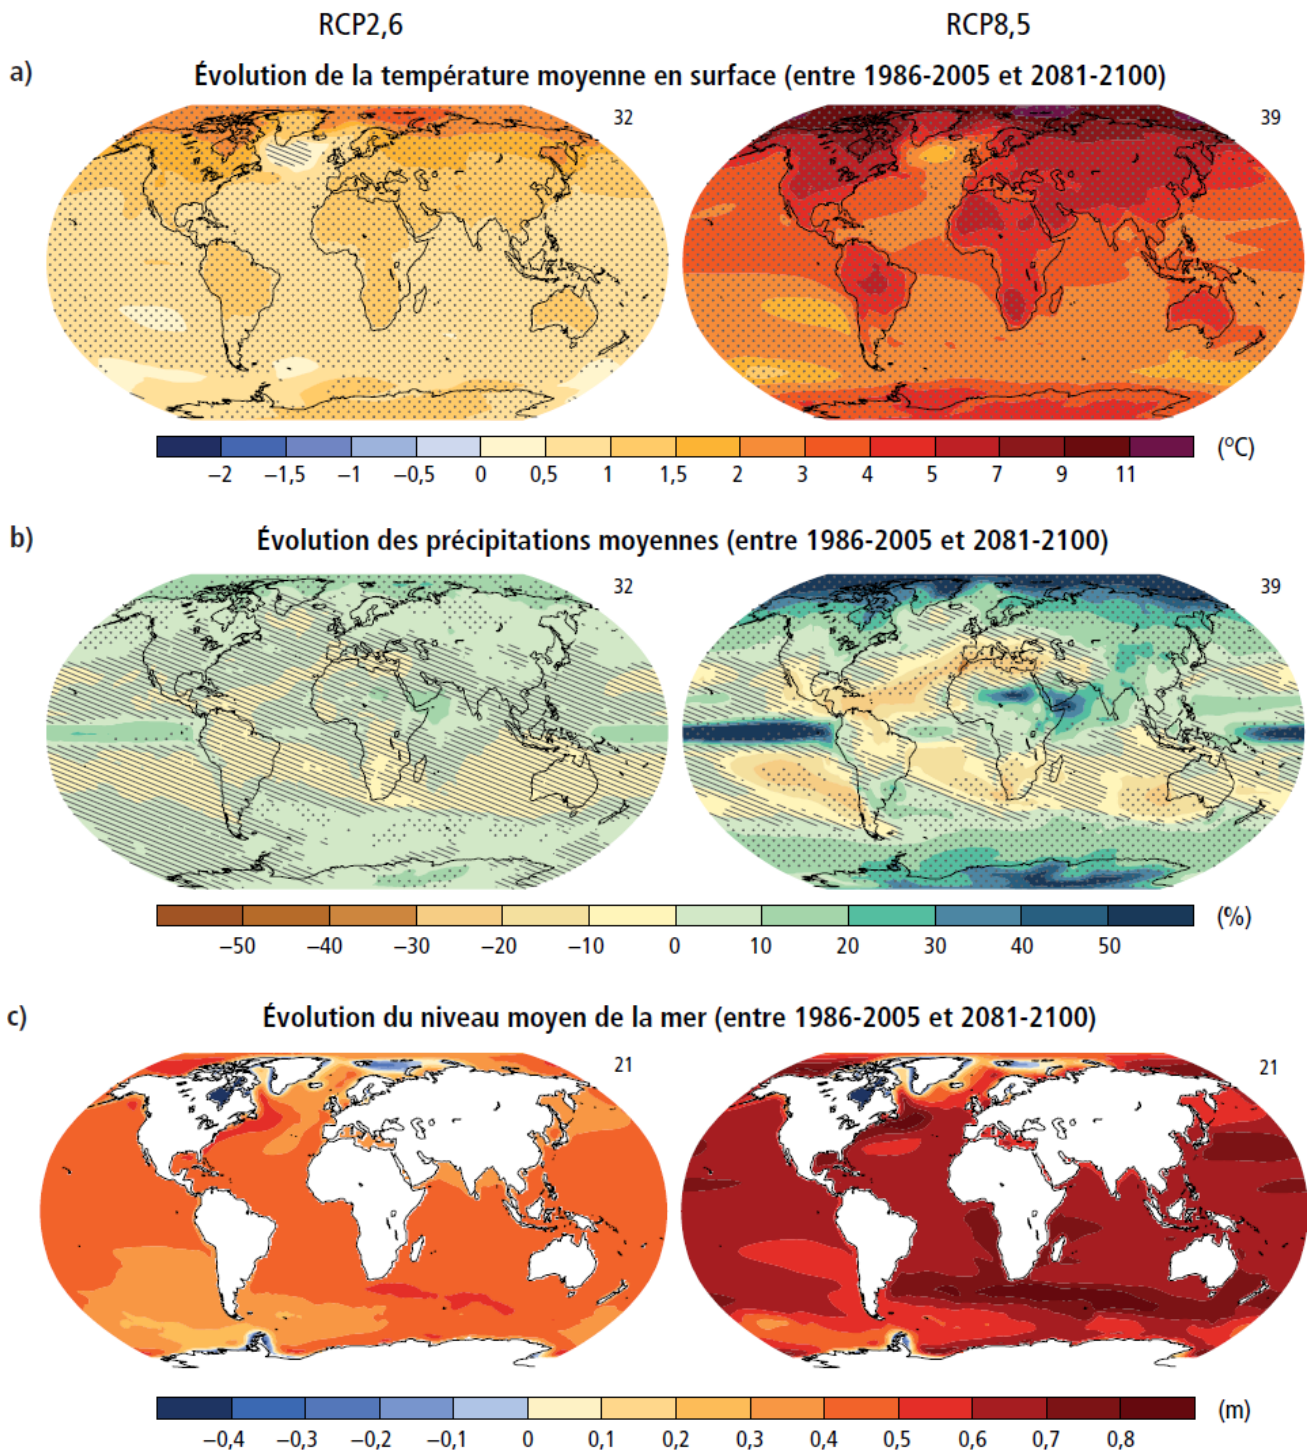 RCP2,6 RCP8,5
a) Évolution de la température moyenne en surface (entre 1986-2005 et 2081-2100)
32 39
−2 −1,5 −1 −0,5 0 0,5 1 1,5 2 3 4 5 7 9 11 (°C)
b) Évolution des précipitations moyennes (entre 1986-2005 et 2081-2100)
32 39
−50 −40 −30 −20 −10 0 10 20 30 40 50 (%)
c) Évolution du niveau moyen de la mer (entre 1986-2005 et 2081-2100)
21 21
−0,4 −0,3 −0,2 −0,1 0 0,1 0,2 0,3 0,4 0,5 0,6 0,7 0,8 (m)